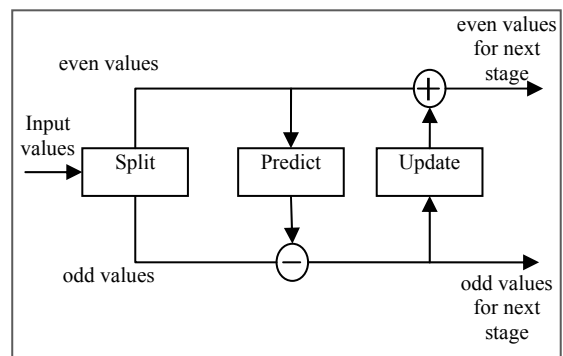 even values
for next
stage
even values
Input
values
Split
Predict
Update
+
−
odd values
odd values
for next
stage